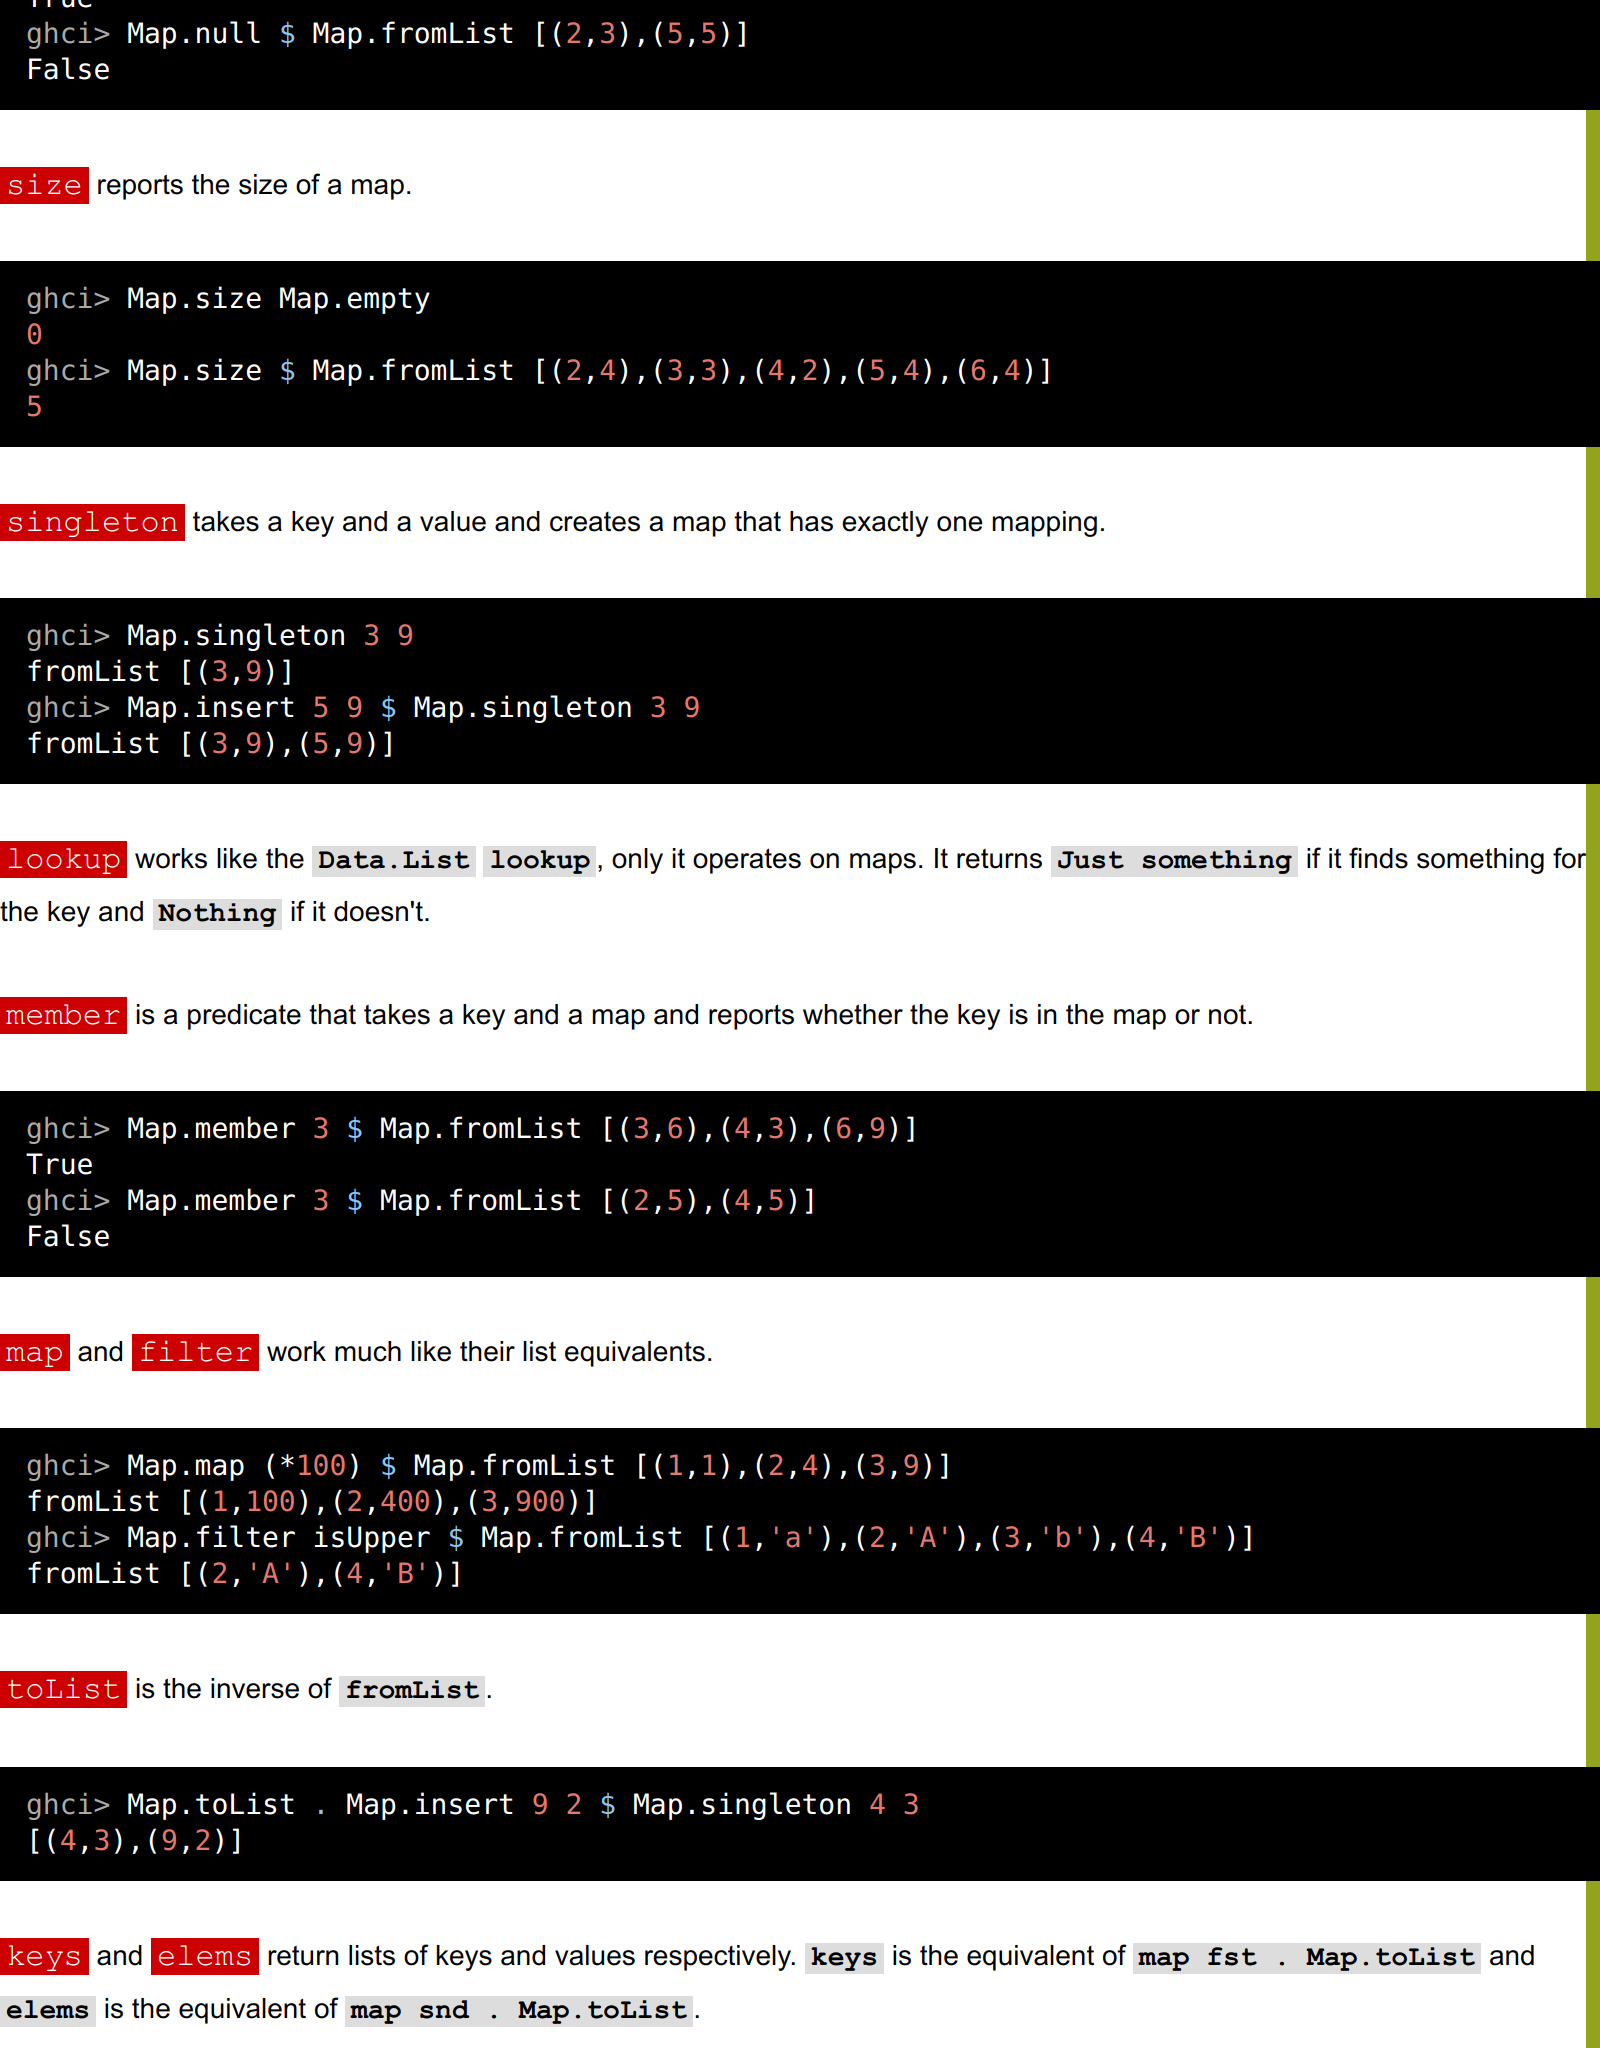 True
ghci> Map.null $ Map.fromList [(2,3),(5,5)]
False
size reports the size of a map.
ghci> Map.size Map.empty
0
ghci> Map.size $ Map.fromList [(2,4),(3,3),(4,2),(5,4),(6,4)]
5
singleton takes a key and a value and creates a map that has exactly one mapping.
ghci> Map.singleton 3 9
fromList [(3,9)]
ghci> Map.insert 5 9 $ Map.singleton 3 9
fromList [(3,9),(5,9)]
lookup works like the Data.List lookup, only it operates on maps. It returns Just something if it finds something for
the key and Nothing if it doesn't.
member is a predicate that takes a key and a map and reports whether the key is in the map or not.
ghci> Map.member 3 $ Map.fromList [(3,6),(4,3),(6,9)]
True
ghci> Map.member 3 $ Map.fromList [(2,5),(4,5)]
False
map and filter work much like their list equivalents.
ghci> Map.map (*100) $ Map.fromList [(1,1),(2,4),(3,9)]
fromList [(1,100),(2,400),(3,900)]
ghci> Map.filter isUpper $ Map.fromList [(1,'a'),(2,'A'),(3,'b'),(4,'B')]
fromList [(2,'A'),(4,'B')]
toList is the inverse of fromList.
ghci> Map.toList . Map.insert 9 2 $ Map.singleton 4 3
[(4,3),(9,2)]
keys and elems return lists of keys and values respectively. keys is the equivalent of map fst . Map.toList and
elems is the equivalent of map snd . Map.toList.